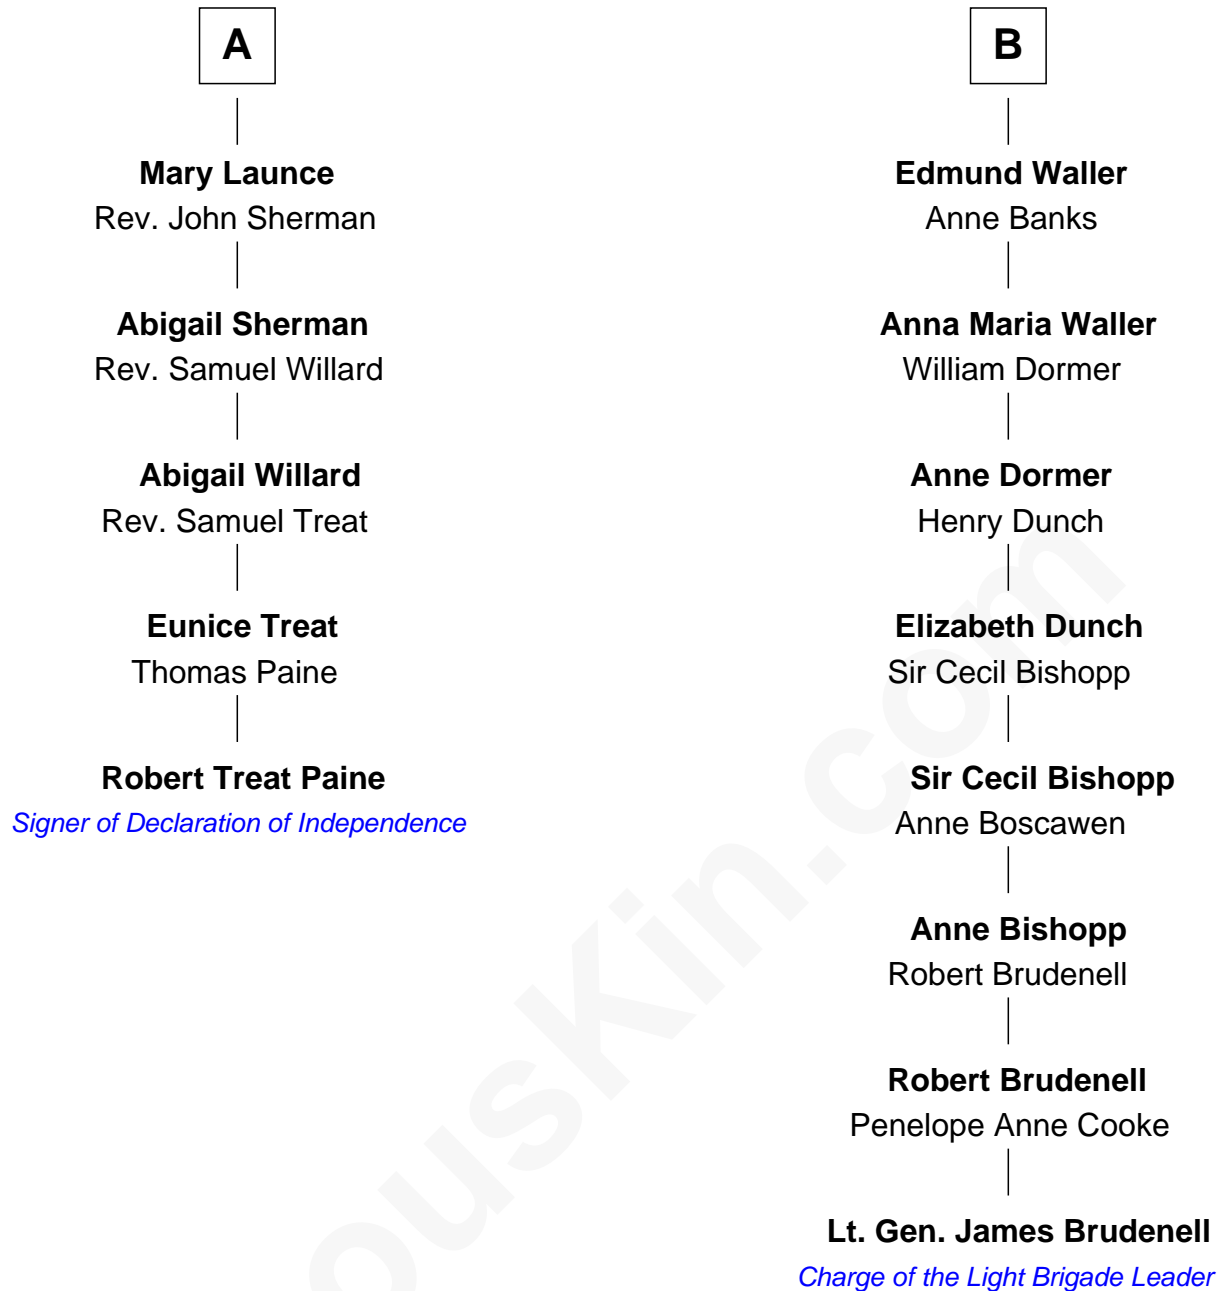 A
Mary Launce
Rev. John Sherman
Abigail Sherman
Rev. Samuel Willard
Abigail Willard
Rev. Samuel Treat
Eunice Treat
Thomas Paine
Robert Treat Paine
Signer of Declaration of Independence
B
Edmund Waller
Anne Banks
Anna Maria Waller
William Dormer
Anne Dormer
Henry Dunch
Elizabeth Dunch
Sir Cecil Bishopp
Sir Cecil Bishopp
Anne Boscawen
Anne Bishopp
Robert Brudenell
Robert Brudenell
Penelope Anne Cooke
Lt. Gen. James Brudenell
Charge of the Light Brigade Leader
ousKin.com